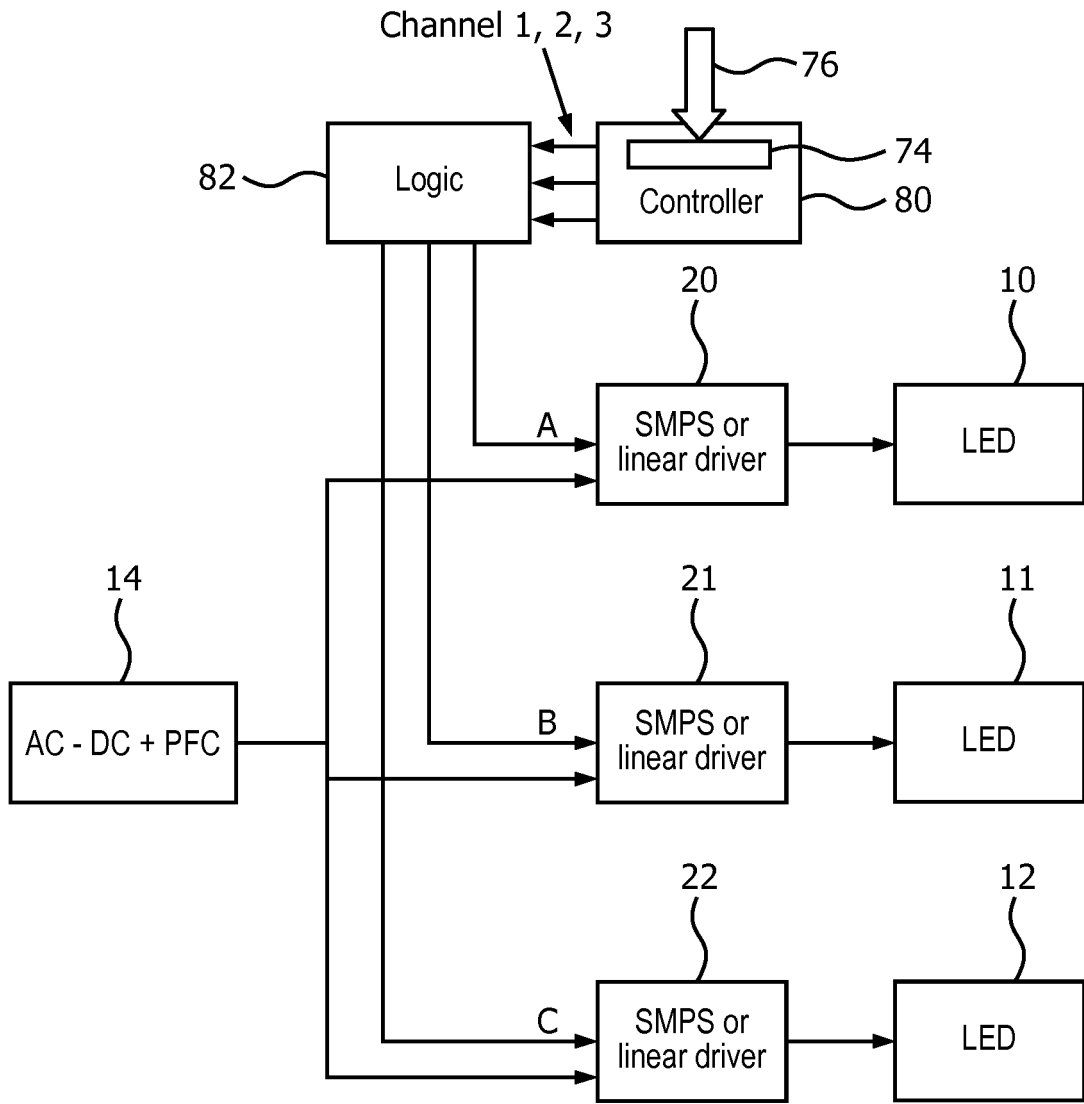 Channel 1, 2, 3
76
82
Logic
74
Controller
80
20
10
A
SMPS or
linear driver
LED
14
21
11
AC - DC + PFC
B
SMPS or
linear driver
LED
22
12
C
SMPS or
linear driver
LED